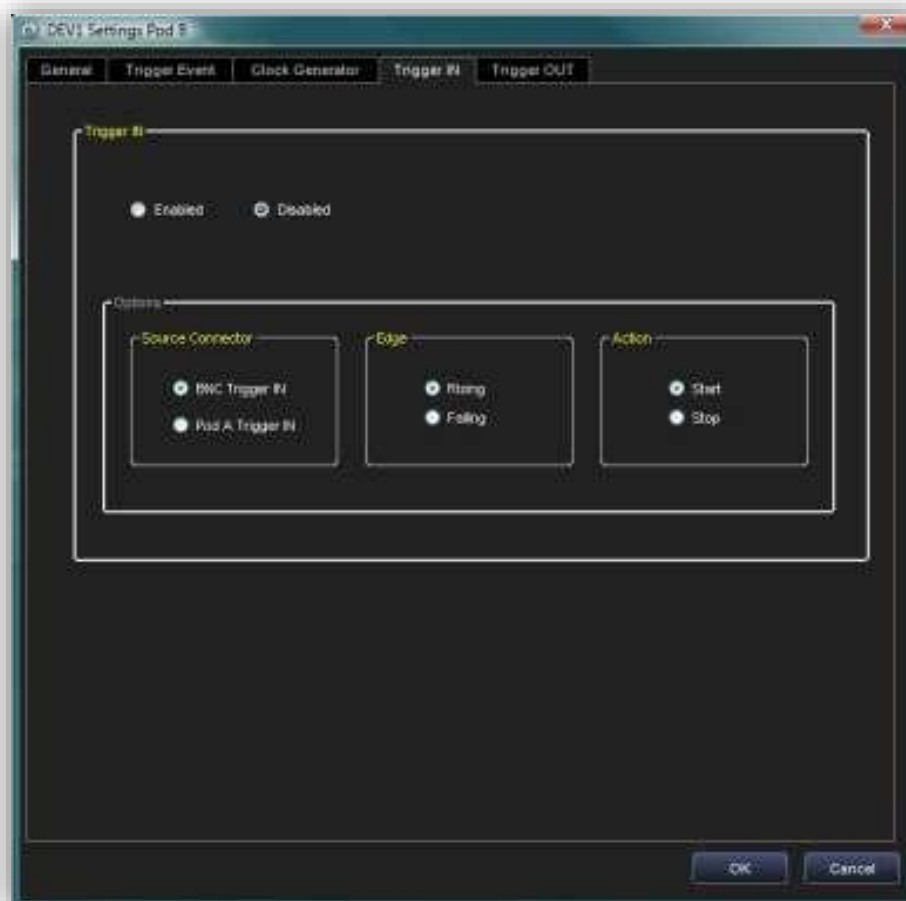 DEV1 Settings Pod B
General Trigger Event Clock Generator Trigger IN Trigger OUT
Trigger IN
Enabled Disabled
Options
Source Connector Edge Action
BNC Trigger IN Rising Start
Pod A Trigger IN Falling Stop
OK Cancel